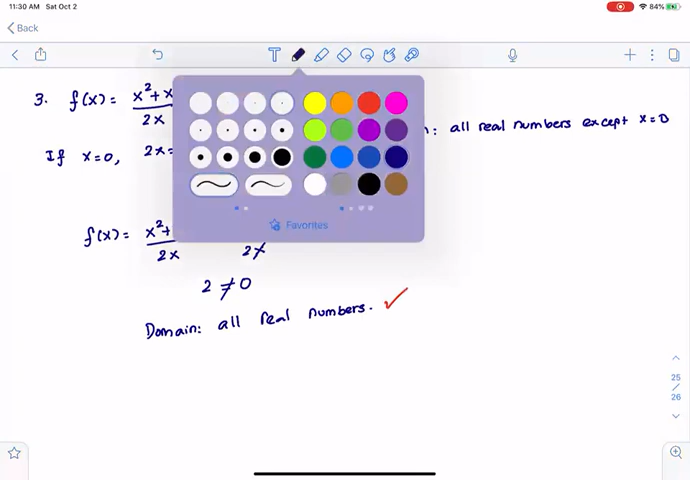 11:30 AM Sat Oct 2 84%
Back
T
3. f(x) = x²+x
2x : all real numbers except x=0
If x=0, 2x=
f(x) = x²+
2x 2x
Favorites
2 ≠ 0
Domain: all real numbers. ✓
25
/
26